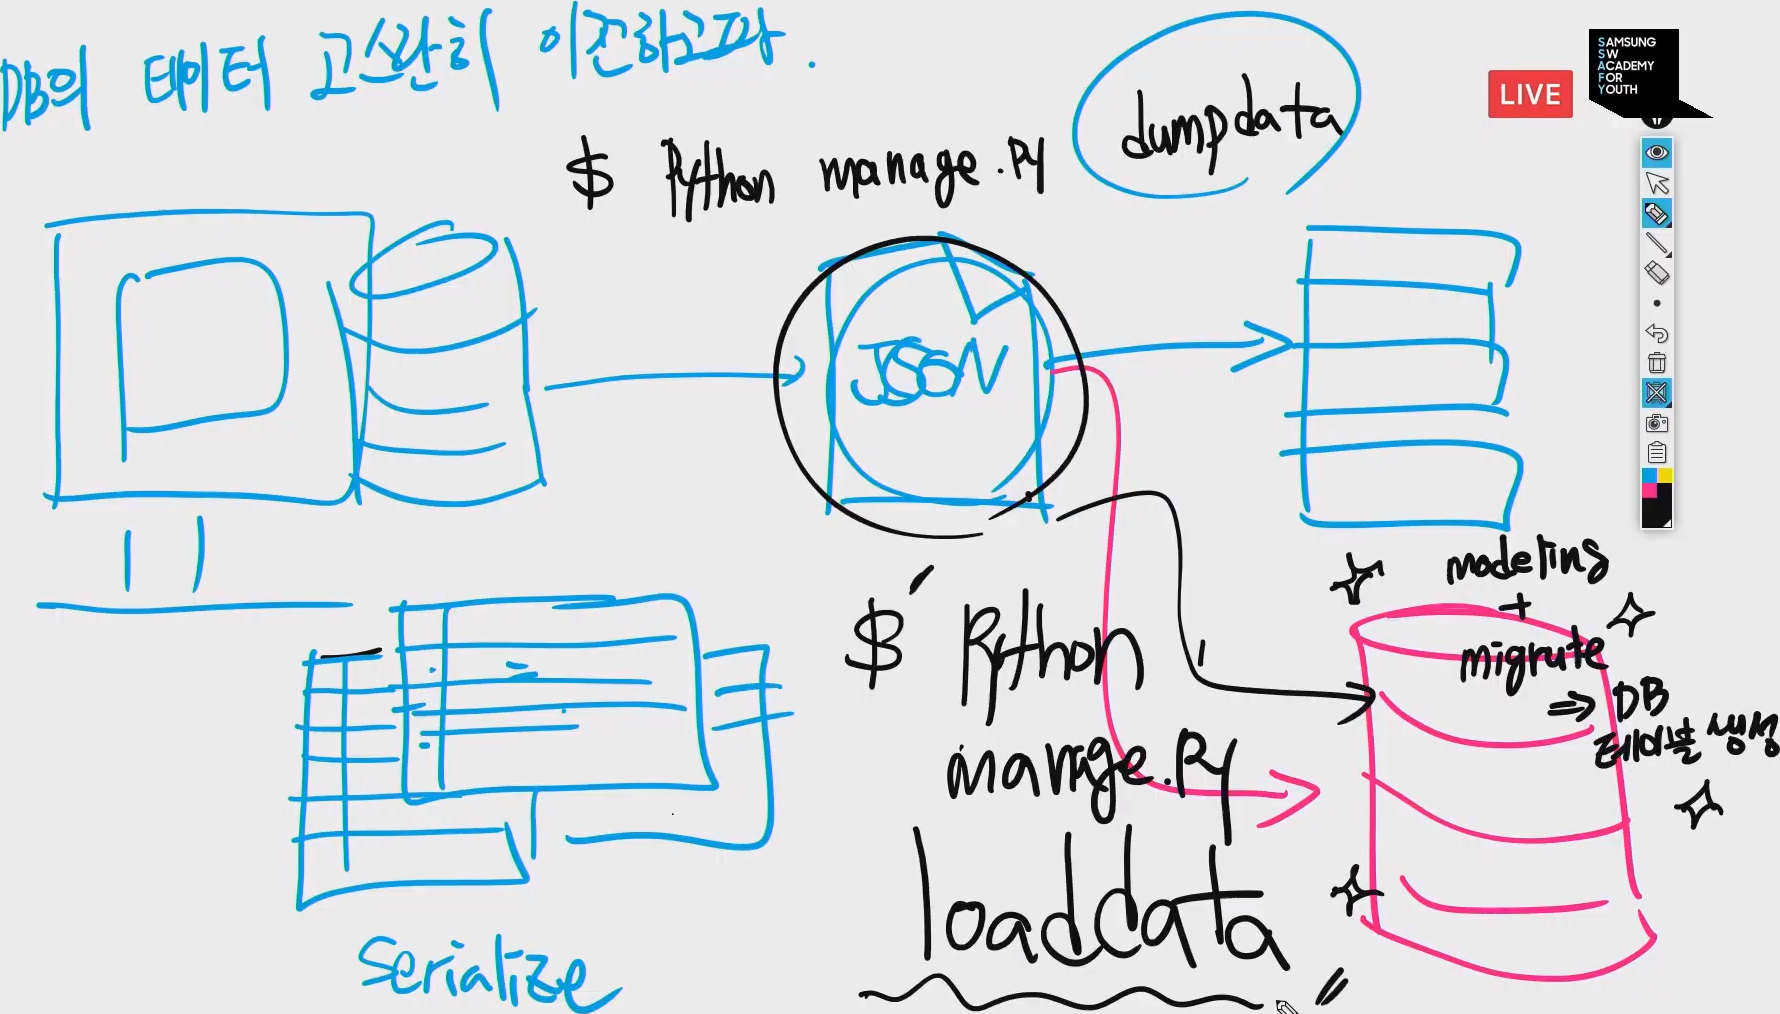 DB의 데이터 고스란히 이전하고파.
$ Python manage.py dumpdata
LIVE
SAMSUNG
SW
ACADEMY
FOR
YOUTH
JSON
modeling
+
migrate
⇒ DB
테이블 생성
$ Python
manage.py
loaddata
Serialize